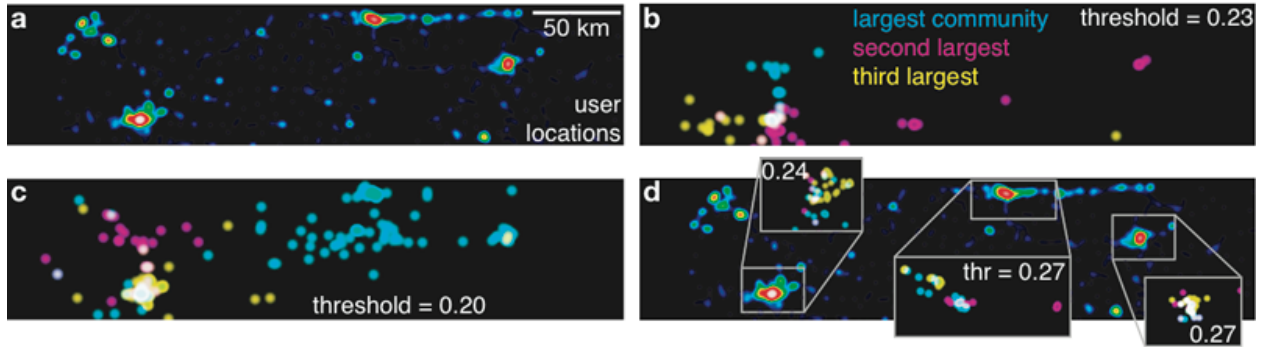 a
50 km
user
locations
b
largest community
threshold = 0.23
second largest
third largest
c
threshold = 0.20
d
0.24
thr = 0.27
0.27